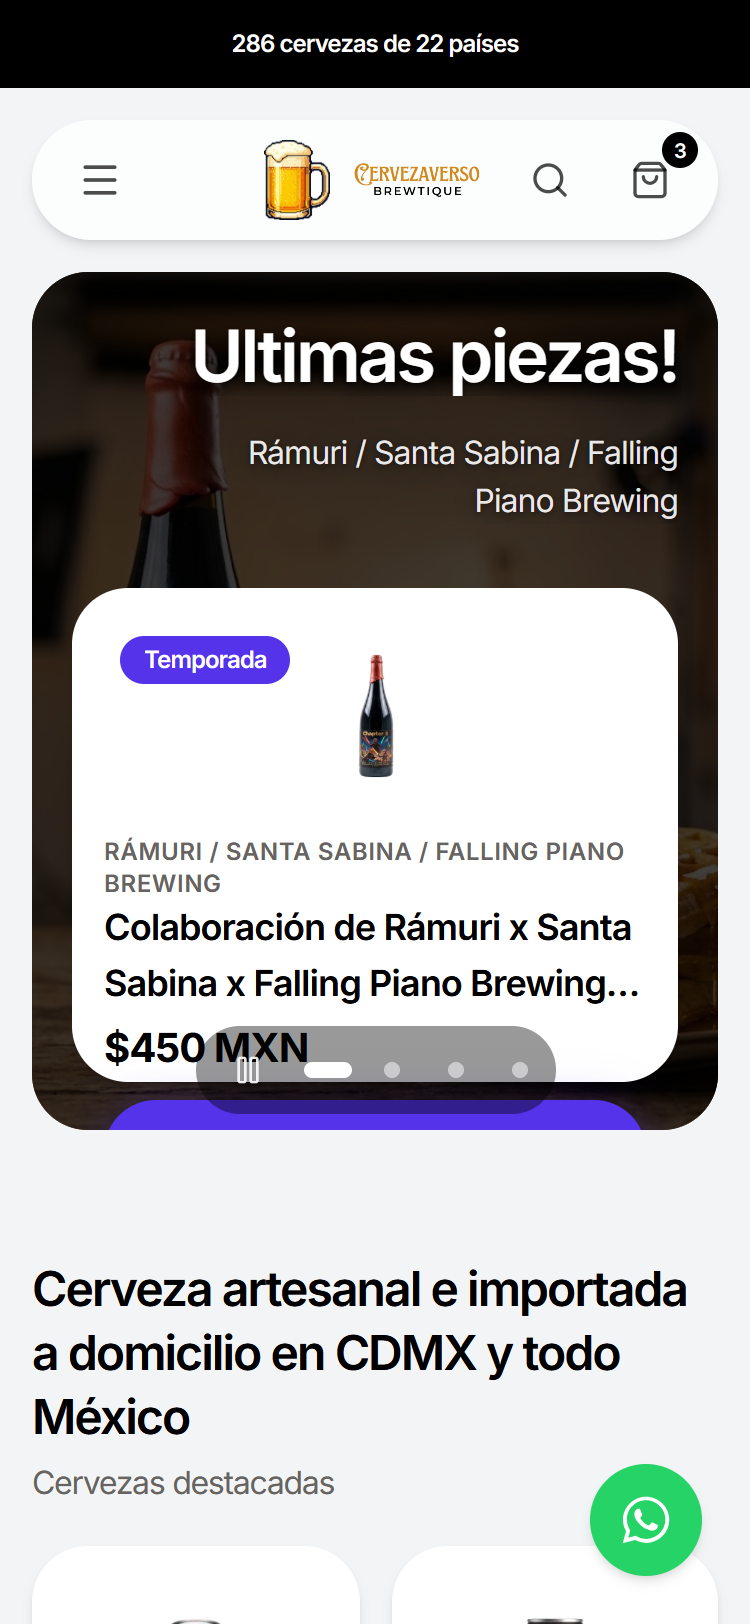 286 cervezas de 22 países
CERVEZAVERSO
BREWTIQUE
3
Ultimas piezas!
Rámuri / Santa Sabina / Falling
Piano Brewing
Temporada
RÁMURI / SANTA SABINA / FALLING PIANO
BREWING
Colaboración de Rámuri x Santa
Sabina x Falling Piano Brewing...
$450 MXN
Cerveza artesanal e importada
a domicilio en CDMX y todo
México
Cervezas destacadas